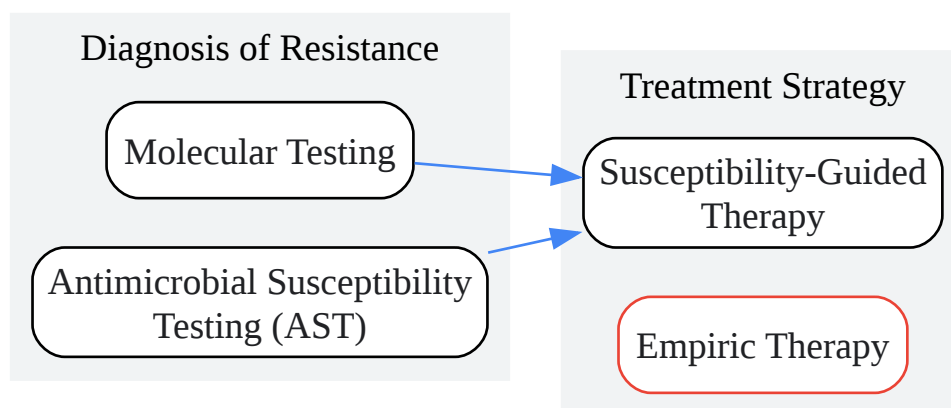 Diagnosis of Resistance
Molecular Testing
Antimicrobial Susceptibility
Testing (AST)
Treatment Strategy
Susceptibility-Guided
Therapy
Empiric Therapy